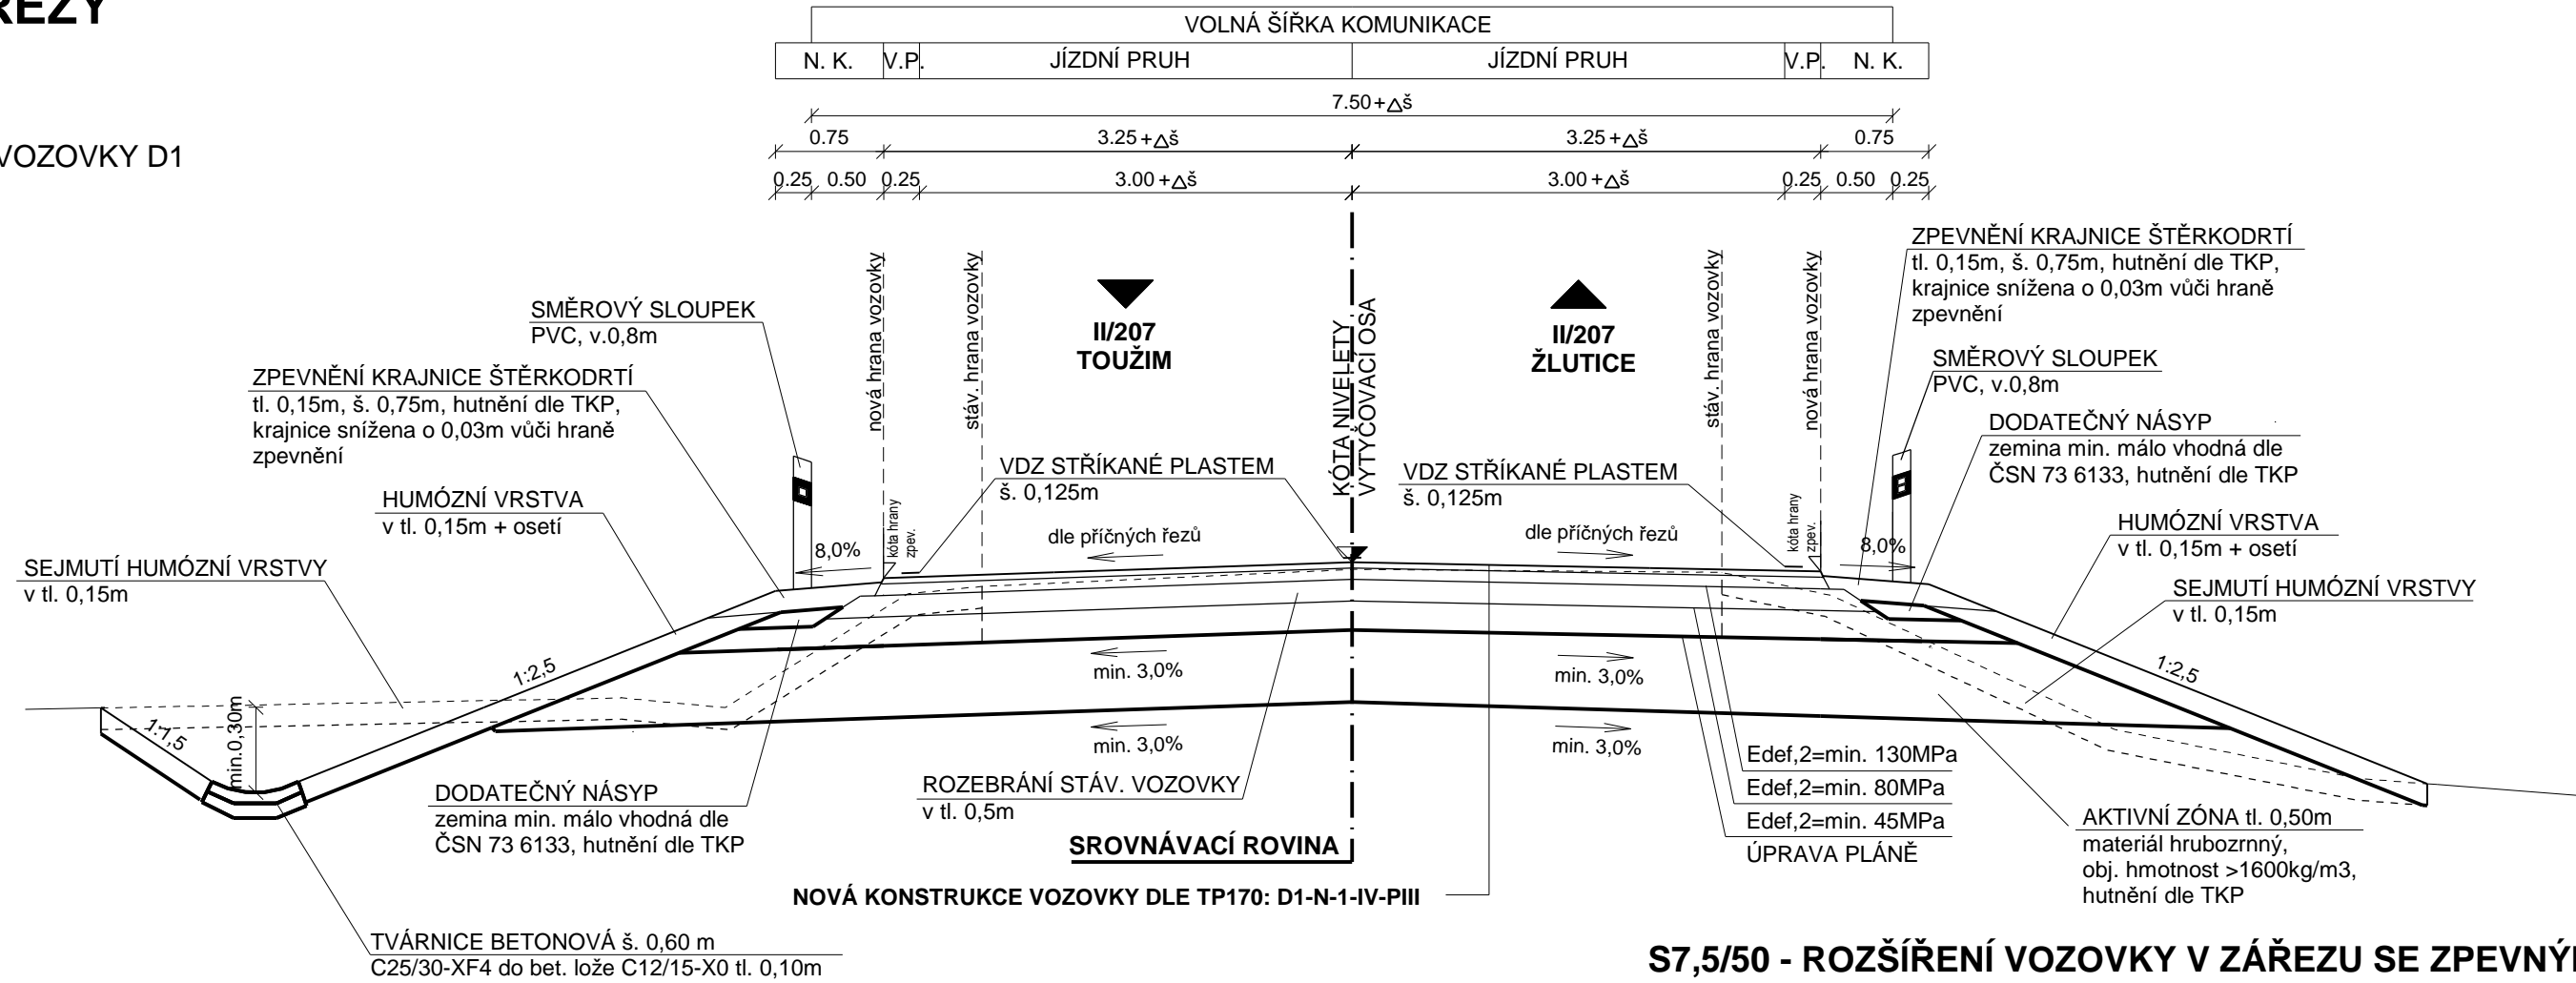 VOLNÁ ŠÍŘKA KOMUNIKACE
N. K. V.P. JÍZDNÍ PRUH JÍZDNÍ PRUH V.P. N. K.
7.50+△š
VOZOVKY D1
0.75 3.25+△š 3.25+△š 0.75
0.25 0.50 0.25 3.00+△š 3.00+△š 0.25 0.50 0.25
nová hrana vozovky
stáv. hrana vozovky
II/207
TOUŽIM
KÓTA NIVELETY
VYTYČOVACÍ OSA
II/207
ŽLUTICE
stáv. hrana vozovky
nová hrana vozovky
SMĚROVÝ SLOUPEK
PVC, v.0,8m
ZPEVNĚNÍ KRAJNICE ŠTĚRKODRTÍ
tl. 0,15m, š. 0,75m, hutnění dle TKP,
krajnice snížena o 0,03m vůči hraně
zpevnění
HUMÓZNÍ VRSTVA
v tl. 0,15m + osetí
SEJMUTÍ HUMÓZNÍ VRSTVY
v tl. 0,15m
ZPEVNĚNÍ KRAJNICE ŠTĚRKODRTÍ
tl. 0,15m, š. 0,75m, hutnění dle TKP,
krajnice snížena o 0,03m vůči hraně
zpevnění
SMĚROVÝ SLOUPEK
PVC, v.0,8m
DODATEČNÝ NÁSYP
zemina min. málo vhodná dle
ČSN 73 6133, hutnění dle TKP
HUMÓZNÍ VRSTVA
v tl. 0,15m + osetí
SEJMUTÍ HUMÓZNÍ VRSTVY
v tl. 0,15m
VDZ STŘÍKANÉ PLASTEM
š. 0,125m
VDZ STŘÍKANÉ PLASTEM
š. 0,125m
kóta hrany
zpev.
kóta hrany
zpev.
8,0%
dle příčných řezů
dle příčných řezů
8,0%
1:2,5
1:2,5
1:1,5
min.0,30m
min. 3,0%
min. 3,0%
min. 3,0%
min. 3,0%
DODATEČNÝ NÁSYP
zemina min. málo vhodná dle
ČSN 73 6133, hutnění dle TKP
ROZEBRÁNÍ STÁV. VOZOVKY
v tl. 0,5m
SROVNÁVACÍ ROVINA
Edef,2=min. 130MPa
Edef,2=min. 80MPa
Edef,2=min. 45MPa
ÚPRAVA PLÁNĚ
AKTIVNÍ ZÓNA tl. 0,50m
materiál hrubozrnný,
obj. hmotnost >1600kg/m3,
hutnění dle TKP
NOVÁ KONSTRUKCE VOZOVKY DLE TP170: D1-N-1-IV-PIII
TVÁRNICE BETONOVÁ š. 0,60 m
C25/30-XF4 do bet. lože C12/15-X0 tl. 0,10m
S7,5/50 - ROZŠÍŘENÍ VOZOVKY V ZÁŘEZU SE